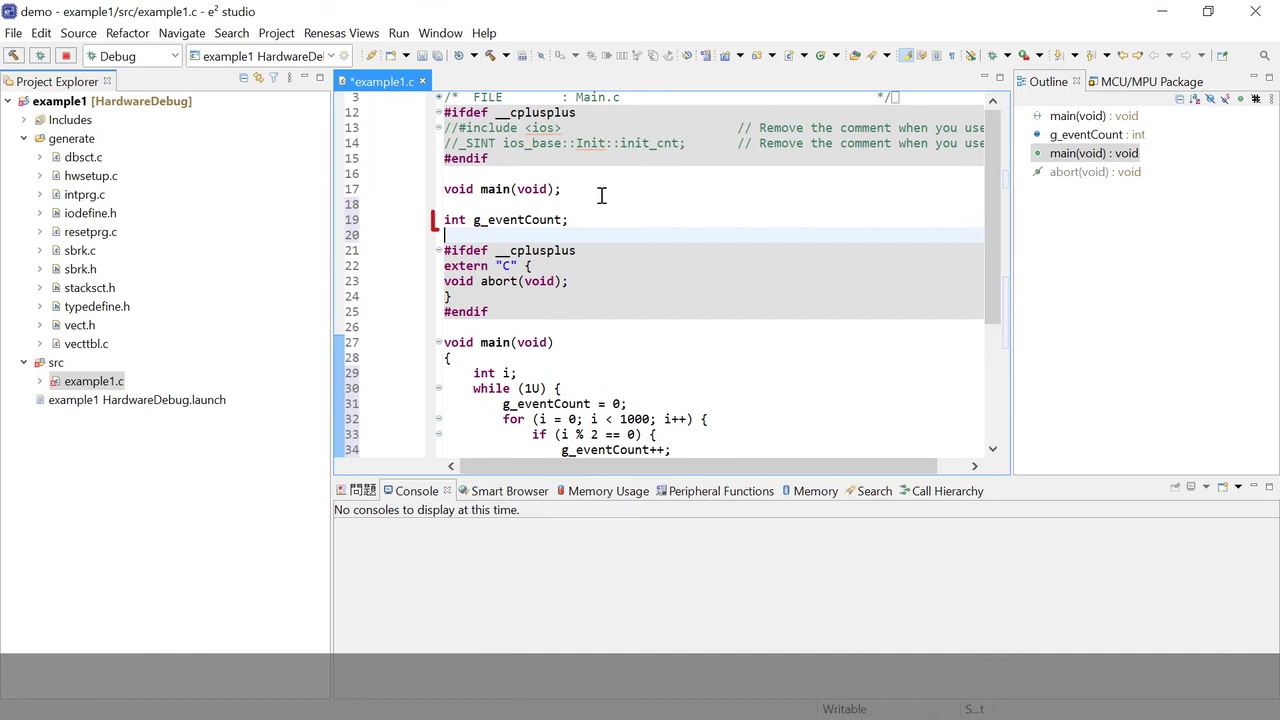 demo - example1/src/example1.c - e² studio
File Edit Source Refactor Navigate Search Project Renesas Views Run Window Help
Debug
example1 HardwareDe
Project Explorer
example1 [HardwareDebug]
Includes
generate
dbsct.c
hwsetup.c
intprg.c
iodefine.h
resetprg.c
sbrk.c
sbrk.h
stacksct.h
typedefine.h
vect.h
vecttbl.c
src
example1.c
example1 HardwareDebug.launch
*example1.c
3 /* FILE : Main.c */
12 #ifdef __cplusplus
13 //#include <ios> // Remove the comment when you use
14 //_SINT ios_base::Init::init_cnt; // Remove the comment when you use
15 #endif
16
17 void main(void);
18
19 int g_eventCount;
20
21 #ifdef __cplusplus
22 extern "C" {
23 void abort(void);
24 }
25 #endif
26
27 void main(void)
28 {
29 int i;
30 while (1U) {
31 g_eventCount = 0;
32 for (i = 0; i < 1000; i++) {
33 if (i % 2 == 0) {
34 g_eventCount++;
Outline
MCU/MPU Package
main(void) : void
g_eventCount : int
main(void) : void
abort(void) : void
問題 Console Smart Browser Memory Usage Peripheral Functions Memory Search Call Hierarchy
No consoles to display at this time.
Writable
S...t